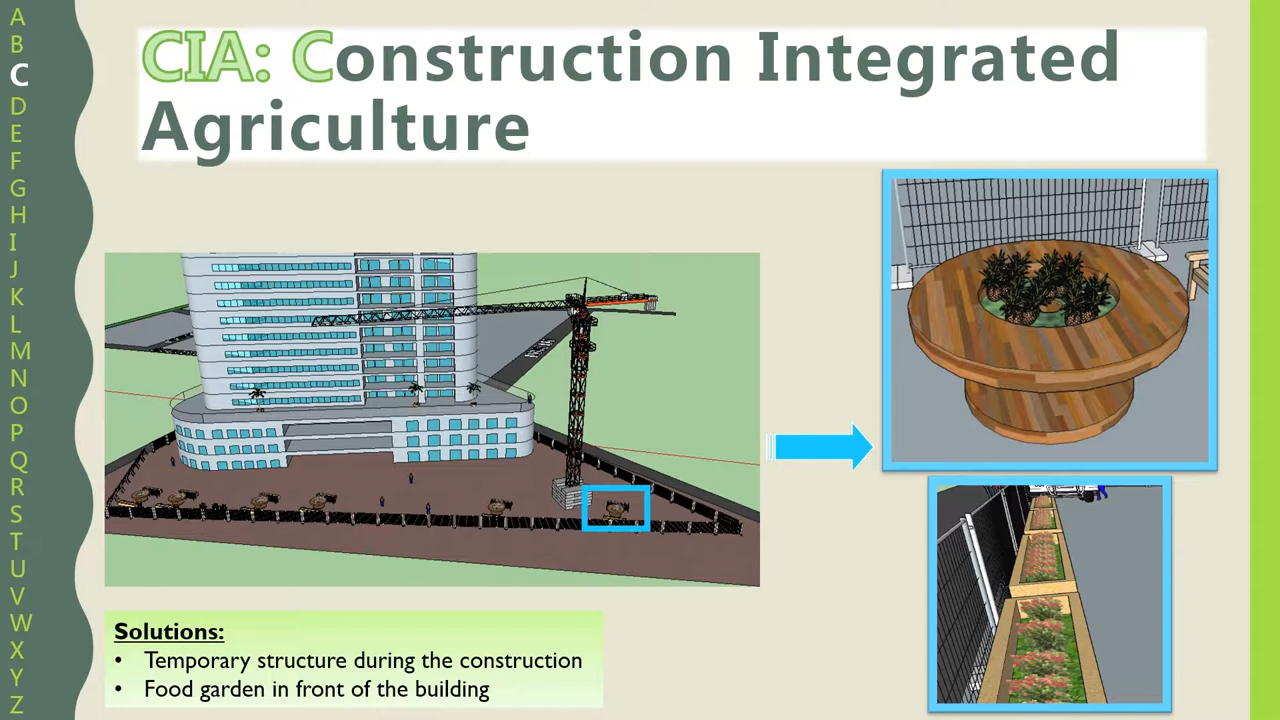 A
B
C
D
E
F
G
H
I
J
K
L
M
N
O
P
Q
R
S
T
U
V
W
X
Y
Z
CIA: Construction Integrated
Agriculture
Solutions:
• Temporary structure during the construction
• Food garden in front of the building